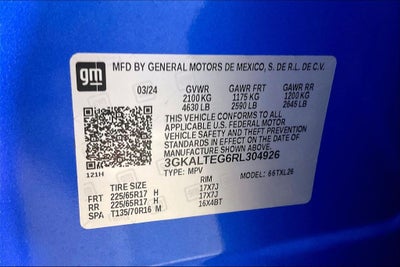 gm
MFD BY GENERAL MOTORS DE MEXICO, S. DE R.L. DE C.V.
03/24 GVWR GAWR FRT GAWR RR
2100 KG 1175 KG 1200 KG
4630 LB 2590 LB 2645 LB
THIS VEHICLE CONFORMS TO ALL
APPLICABLE U.S. FEDERAL MOTOR
VEHICLE SAFETY AND THEFT PREVENTION
STANDARDS IN EFFECT ON THE DATE OF
MANUFACTURE SHOWN ABOVE.
3GKALTEG6RL304926
121H TYPE: MPV MODEL: 66TXL26
TIRE SIZE RIM
FRT 225/65R17 H 17X7J
RR 225/65R17 H 17X7J
SPA T135/70R16 M 16X4BT